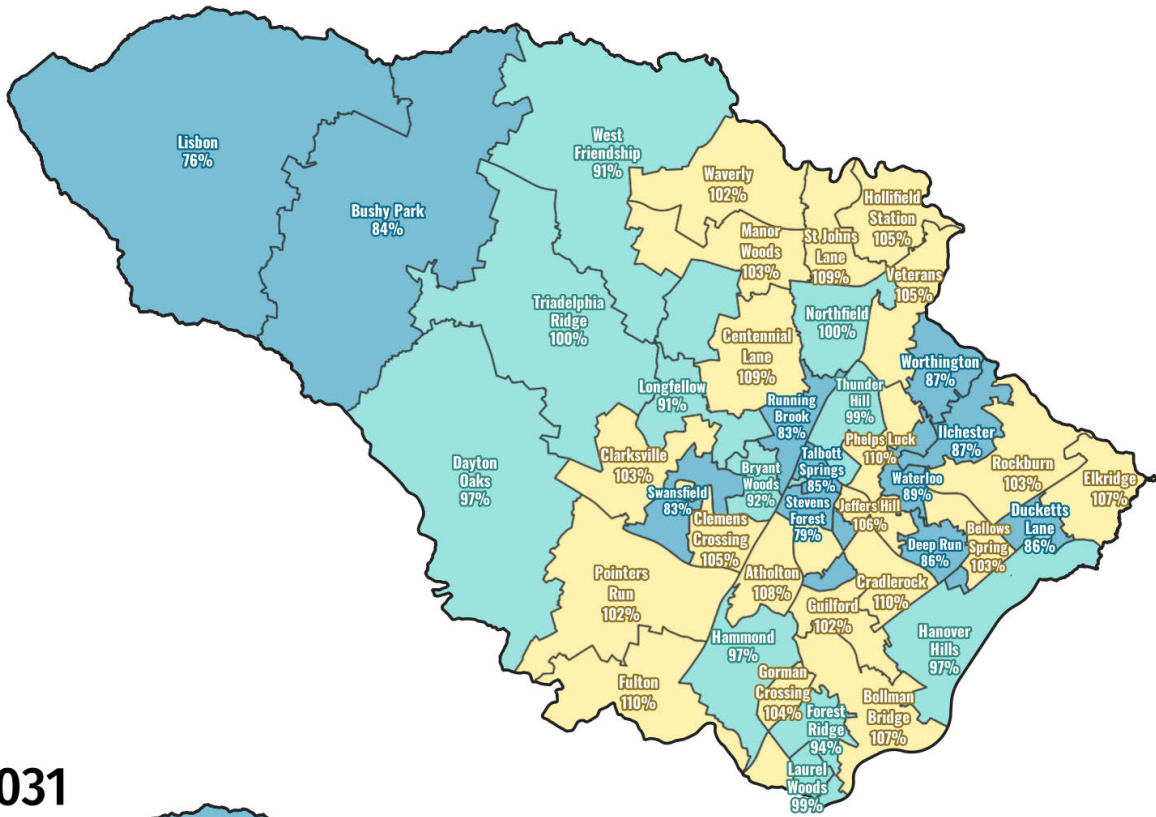 Lisbon
76%
Bushy Park
84%
West
Friendship
91%
Waverly
102%
Hollifield
Station
105%
Manor
Woods
103%
St Johns
Lane
109%
Veterans
105%
Triadelphia
Ridge
100%
Northfield
100%
Centennial
Lane
109%
Worthington
87%
Longfellow
91%
Thunder
Hill
99%
Running
Brook
83%
Phelps Luck
110%
Ilchester
87%
Clarksville
103%
Dayton
Oaks
97%
Bryant
Woods
92%
Talbott
Springs
85%
Waterloo
89%
Rockburn
103%
Elkridge
107%
Swansfield
83%
Stevens
Forest
79%
Jeffers Hill
106%
Ducketts
Lane
86%
Clemens
Crossing
105%
Deep Run
86%
Bellows
Spring
103%
Pointers
Run
102%
Atholton
108%
Cradlerock
110%
Guilford
102%
Hammond
97%
Hanover
Hills
97%
Fulton
110%
Gorman
Crossing
104%
Bollman
Bridge
107%
Forest
Ridge
94%
Laurel
Woods
99%
031